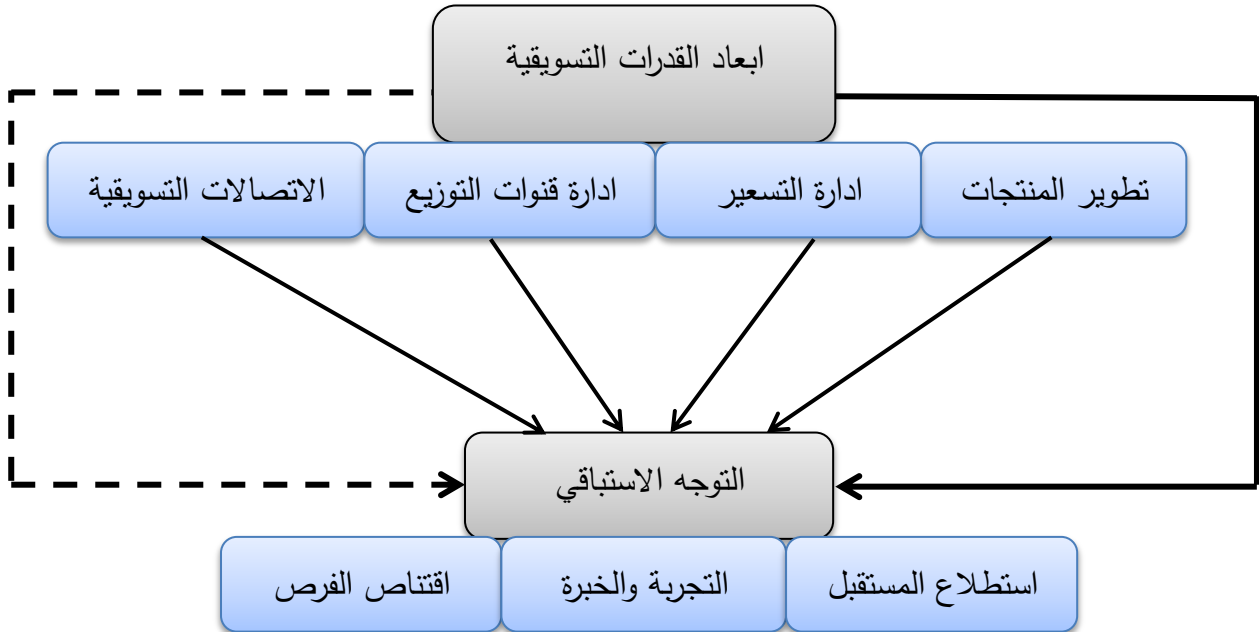 ابعاد القدرات التسويقية
تطوير المنتجات
ادارة التسعير
ادارة قنوات التوزيع
الاتصالات التسويقية
التوجه الاستباقي
استطلاع المستقبل
التجربة والخبرة
اقتناص الفرص